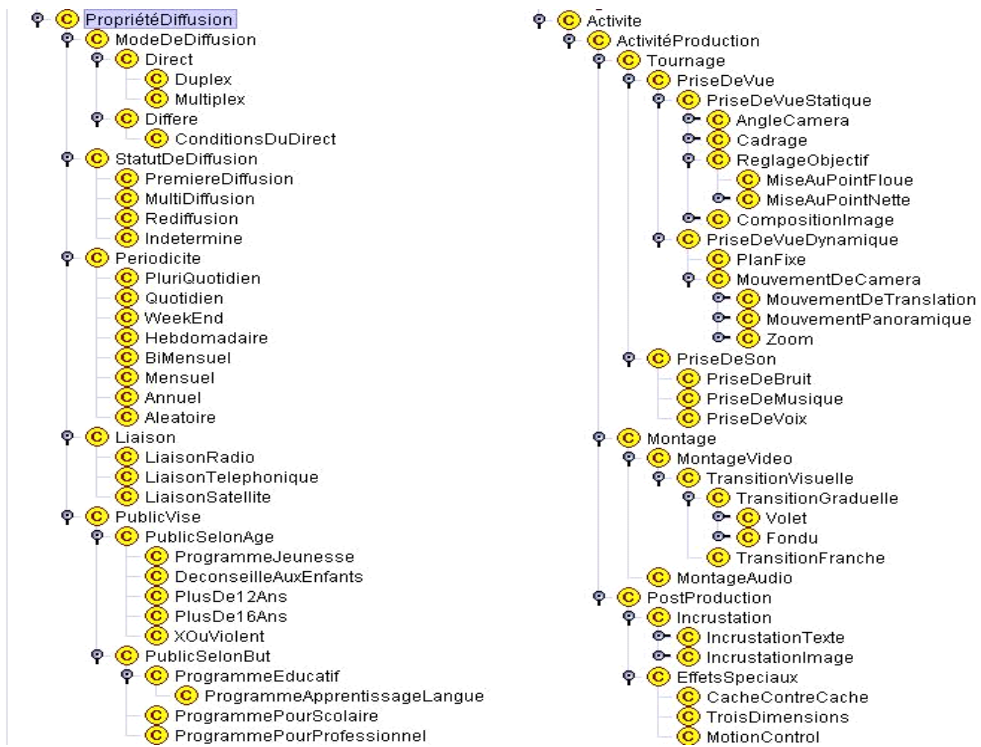 PropriétéDiffusion
ModeDeDiffusion
Direct
Duplex
Multiplex
Differe
ConditionsDuDirect
StatutDeDiffusion
PremiereDiffusion
MultiDiffusion
Rediffusion
Indetermine
Periodicite
PluriQuotidien
Quotidien
WeekEnd
Hebdomadaire
BiMensuel
Mensuel
Annuel
Aleatoire
Liaison
LiaisonRadio
LiaisonTelephonique
LiaisonSatellite
PublicVise
PublicSelonAge
ProgrammeJeunesse
DeconseilleAuxEnfants
PlusDe12Ans
PlusDe16Ans
XOuViolent
PublicSelonBut
ProgrammeEducatif
ProgrammeApprentissageLangue
ProgrammePourScolaire
ProgrammePourProfessionnel
Activite
ActivitéProduction
Tournage
PriseDeVue
PriseDeVueStatique
AngleCamera
Cadrage
ReglageObjectif
MiseAuPointFloue
MiseAuPointNette
CompositionImage
PriseDeVueDynamique
PlanFixe
MouvementDeCamera
MouvementDeTranslation
MouvementPanoramique
Zoom
PriseDeSon
PriseDeBruit
PriseDeMusique
PriseDeVoix
Montage
MontageVideo
TransitionVisuelle
TransitionGraduelle
Volet
Fondu
TransitionFranche
MontageAudio
PostProduction
Incrustation
IncrustationTexte
IncrustationImage
EffetsSpeciaux
CacheContreCache
TroisDimensions
MotionControl